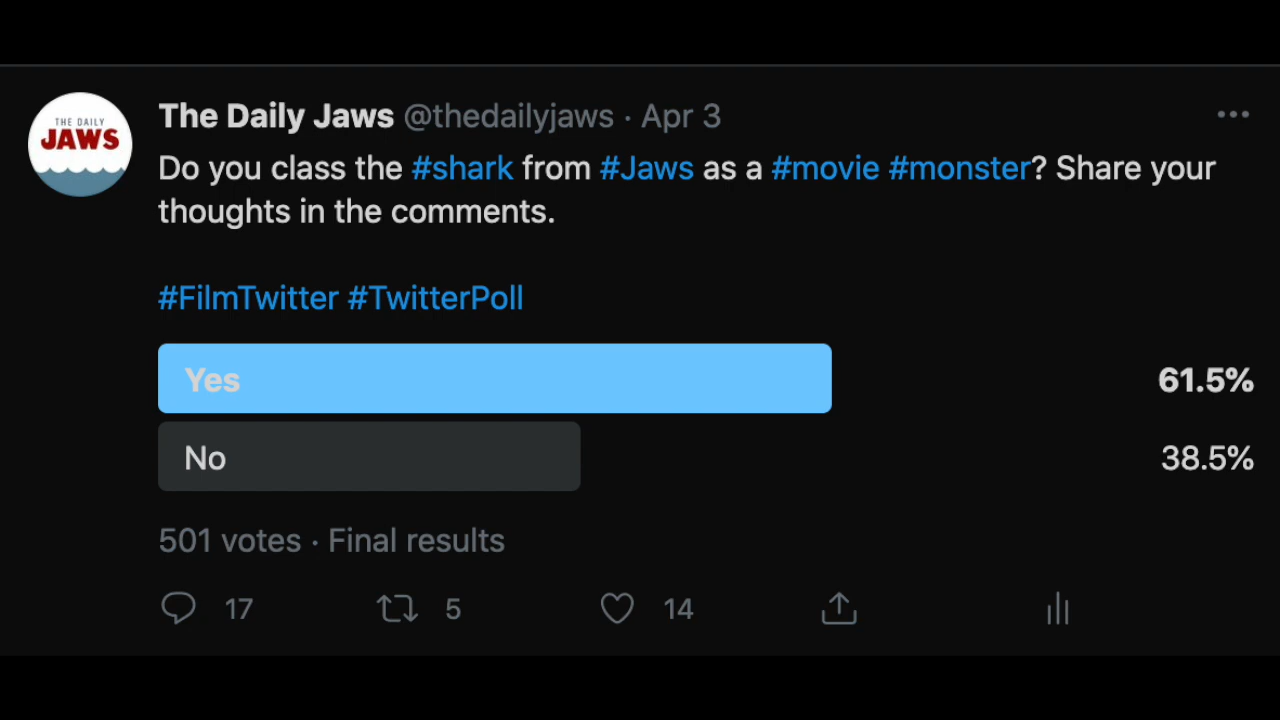 THE DAILY
JAWS
The Daily Jaws @thedailyjaws · Apr 3
Do you class the #shark from #Jaws as a #movie #monster? Share your
thoughts in the comments.
#FilmTwitter #TwitterPoll
Yes 61.5%
No 38.5%
501 votes · Final results
17 5 14